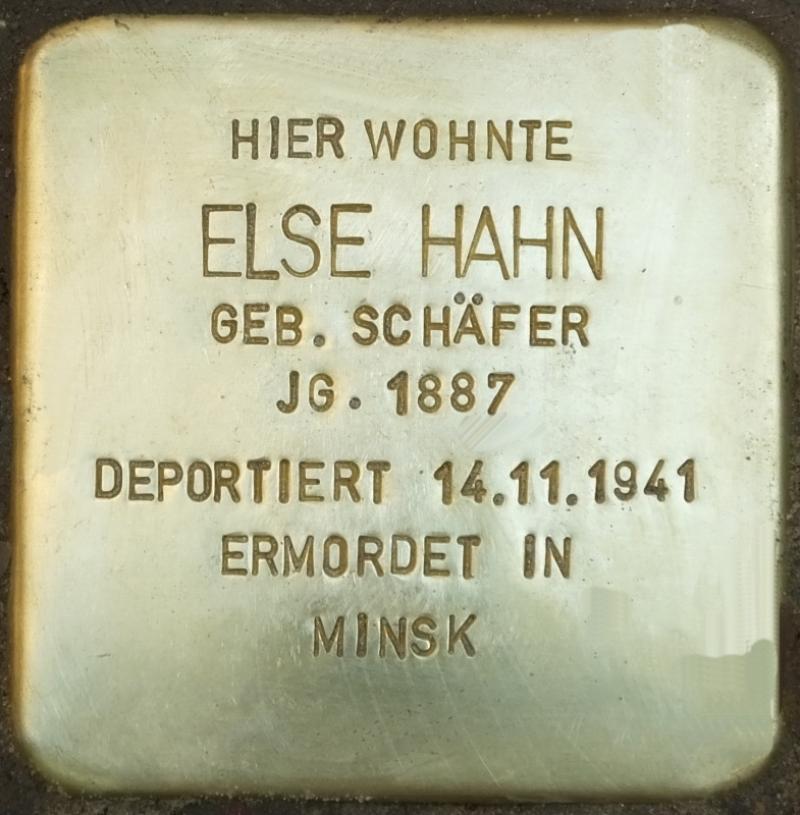 HIER WOHNTE
ELSE HAHN
GEB. SCHÄFER
JG. 1887
DEPORTIERT 14.11.1941
ERMORDET IN
MINSK